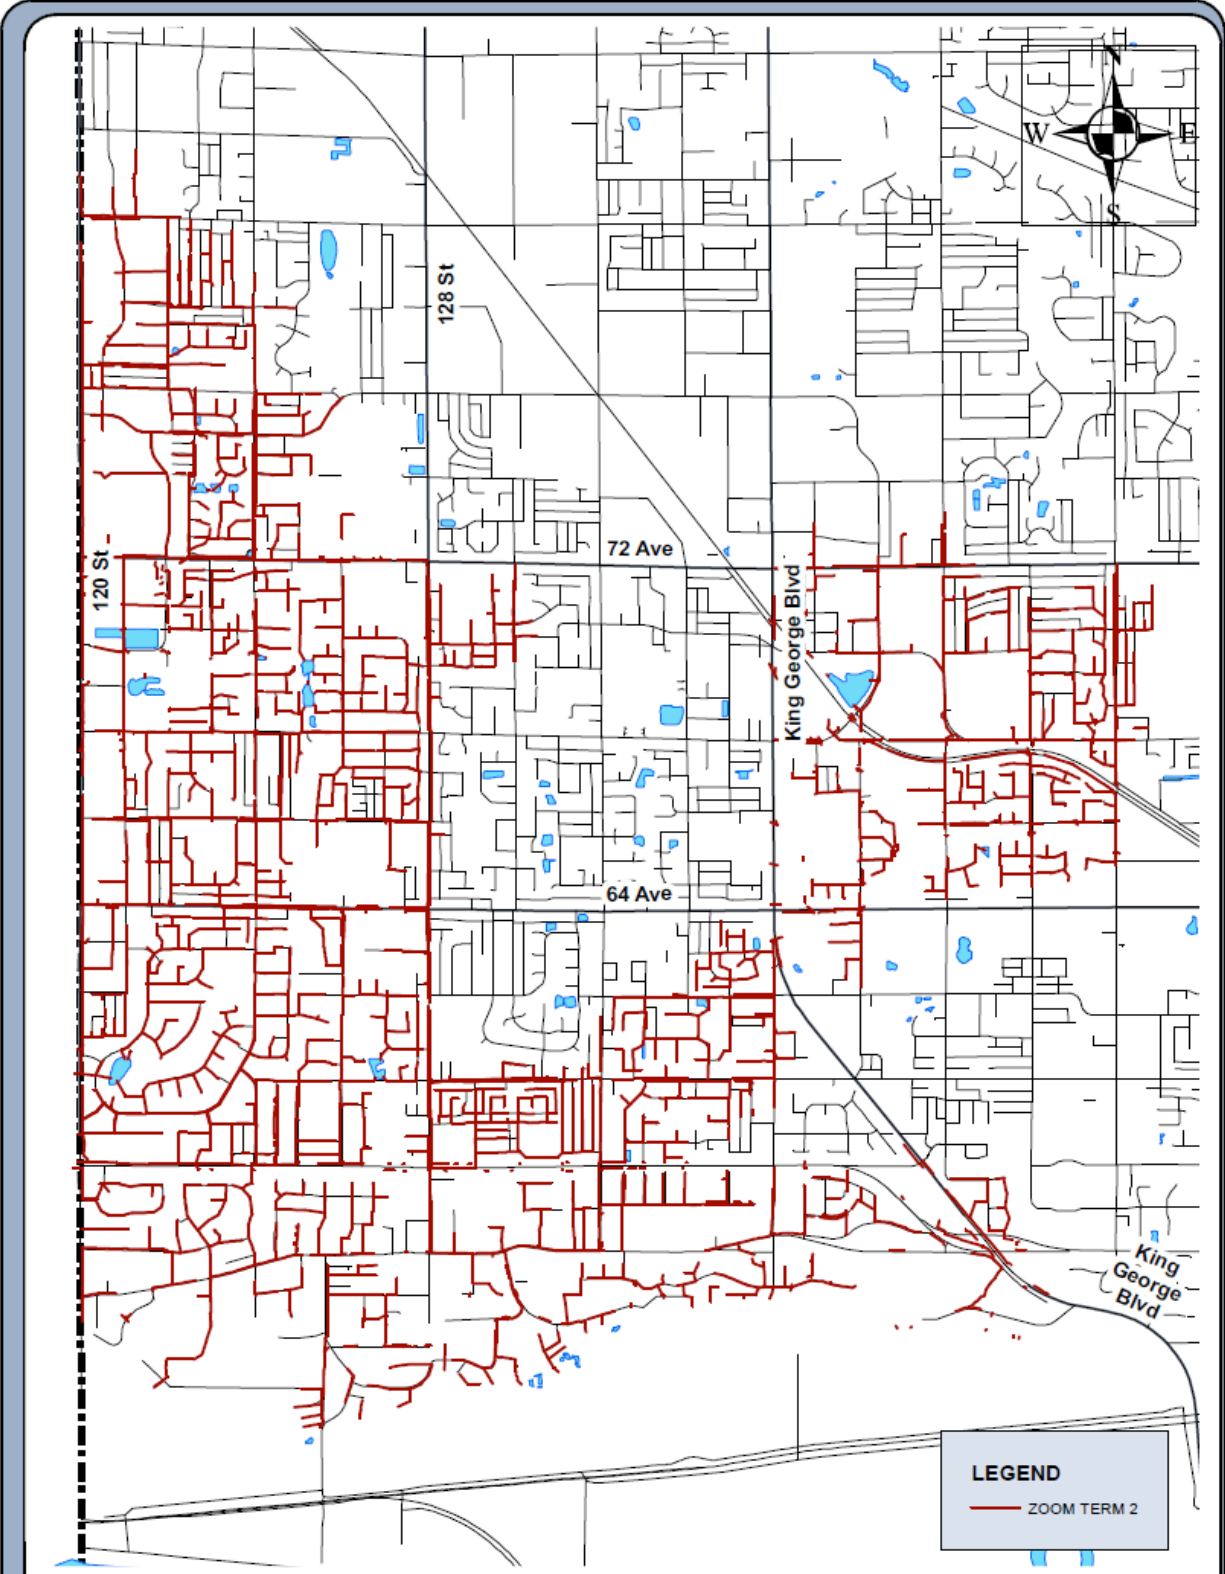 N
W
E
S
128 St
72 Ave
120 St
King George Blvd
64 Ave
King
George
Blvd
LEGEND
ZOOM TERM 2